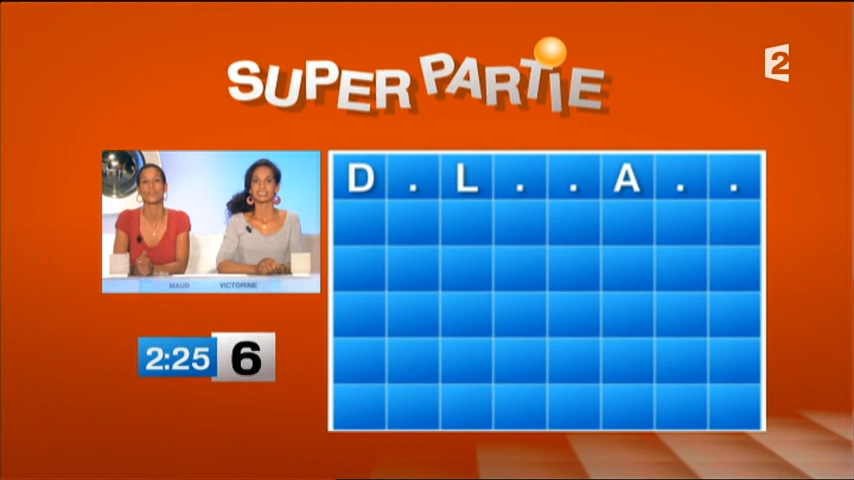 SUPER PARTIE
2
D . L . . A . .
MAUD VICTORINE
2:25 6